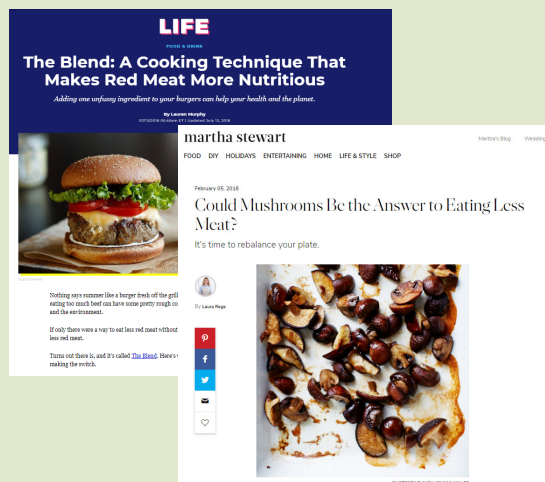 LIFE
FOOD & DRINK
The Blend: A Cooking Technique That
Makes Red Meat More Nutritious
Adding one unfussy ingredient to your burgers can help your health and the planet.
By Lauren Murphy
martha stewart
Martha's Blog
Wedding
FOOD DIY HOLIDAYS ENTERTAINING HOME LIFE & STYLE SHOP
February 05, 2018
Could Mushrooms Be the Answer to Eating Less
Meat?
It's time to rebalance your plate.
By Laura Rege
Nothing says summer like a burger fresh off the grill
eating too much beef can have some pretty rough co
and the environment.
If only there were a way to eat less red meat without
less red meat.
Turns out there is, and it's called The Blend. Here's
making the switch.